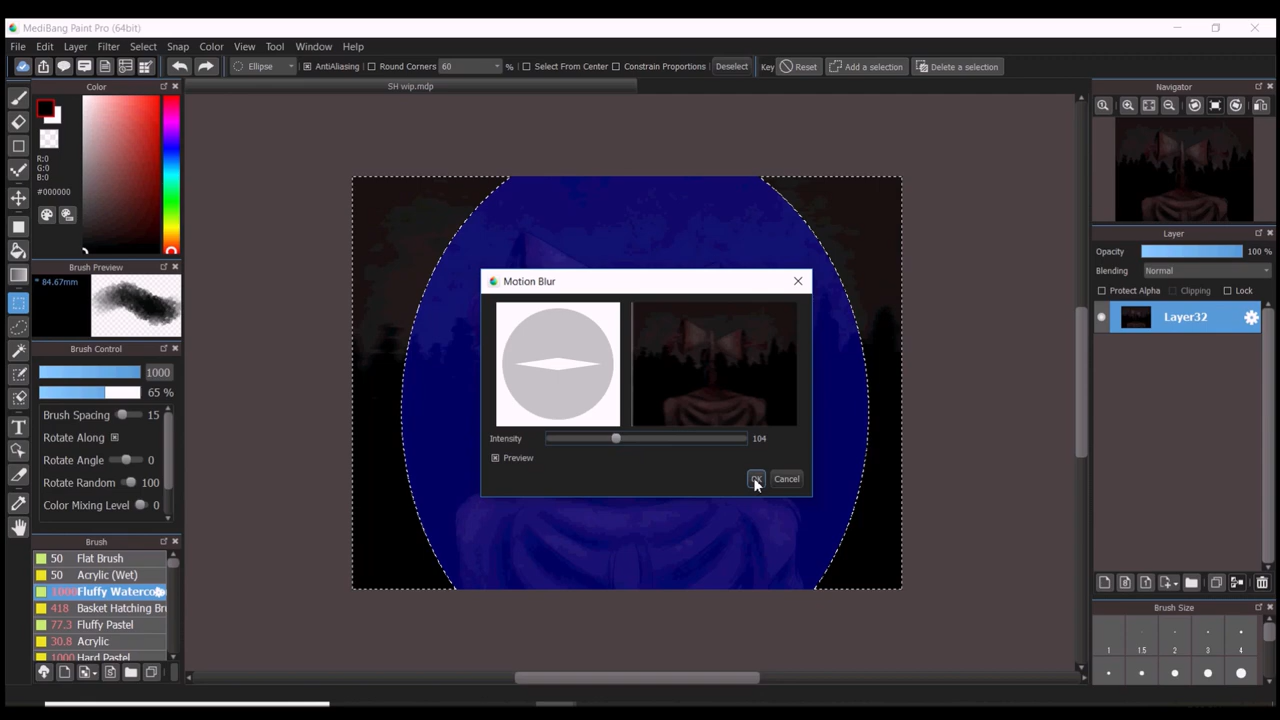 MediBang Paint Pro (64bit)
File Edit Layer Filter Select Snap Color View Tool Window Help
Ellipse AntiAliasing Round Corners 60 % Select From Center Constrain Proportions Deselect Key Reset Add a selection Delete a selection
Color
SH wip.mdp
Navigator
R:0
G:0
B:0
#000000
Layer
Opacity 100 %
Brush Preview
Blending Normal
* 84.67mm
Protect Alpha Clipping Lock
Motion Blur
Layer32
Brush Control
1000
65 %
Brush Spacing 15
Rotate Along
Intensity 104
Rotate Angle 0
Preview
Rotate Random 100
OK Cancel
Color Mixing Level 0
Brush
50 Flat Brush
50 Acrylic (Wet)
1000 Fluffy Waterco
418 Basket Hatching Bru
77.3 Fluffy Pastel
30.8 Acrylic
1000 Hard Pastel
Brush Size
1 1.5 2 3 4